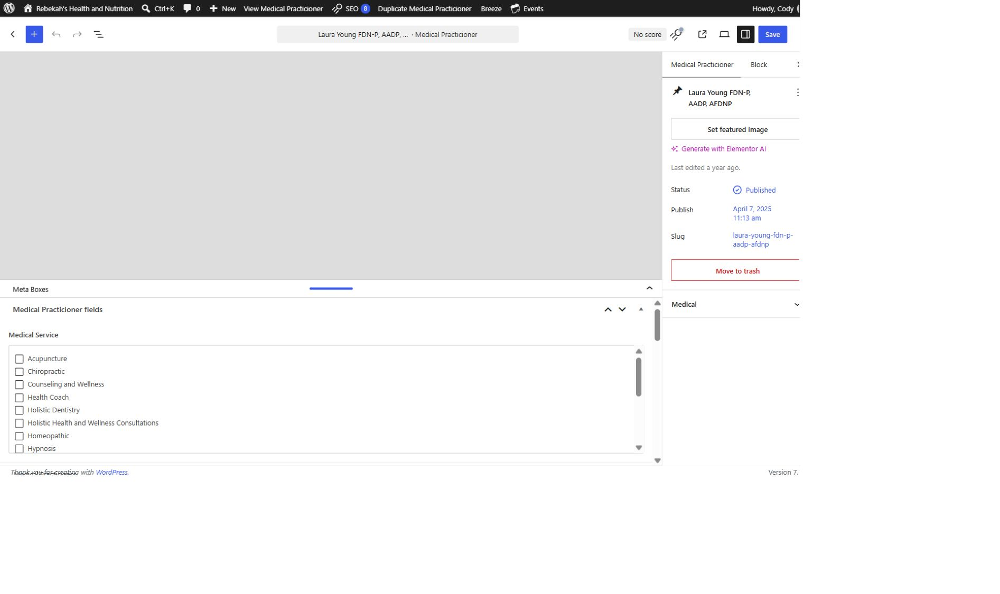 Rebekah's Health and Nutrition Ctrl+K 0 New View Medical Practicioner SEO 8 Duplicate Medical Practicioner Breeze Events Howdy, Cody
Laura Young FDN-P, AADP, ... · Medical Practicioner
No score
Save
Medical Practicioner Block
Laura Young FDN-P,
AADP, AFDNP
Set featured image
Generate with Elementor AI
Last edited a year ago.
Status Published
Publish April 7, 2025
11:13 am
Slug laura-young-fdn-p-
aadp-afdnp
Move to trash
Medical
Meta Boxes
Medical Practicioner fields
Medical Service
Acupuncture
Chiropractic
Counseling and Wellness
Health Coach
Holistic Dentistry
Holistic Health and Wellness Consultations
Homeopathic
Hypnosis
Thank you for creating with WordPress.
Version 7.